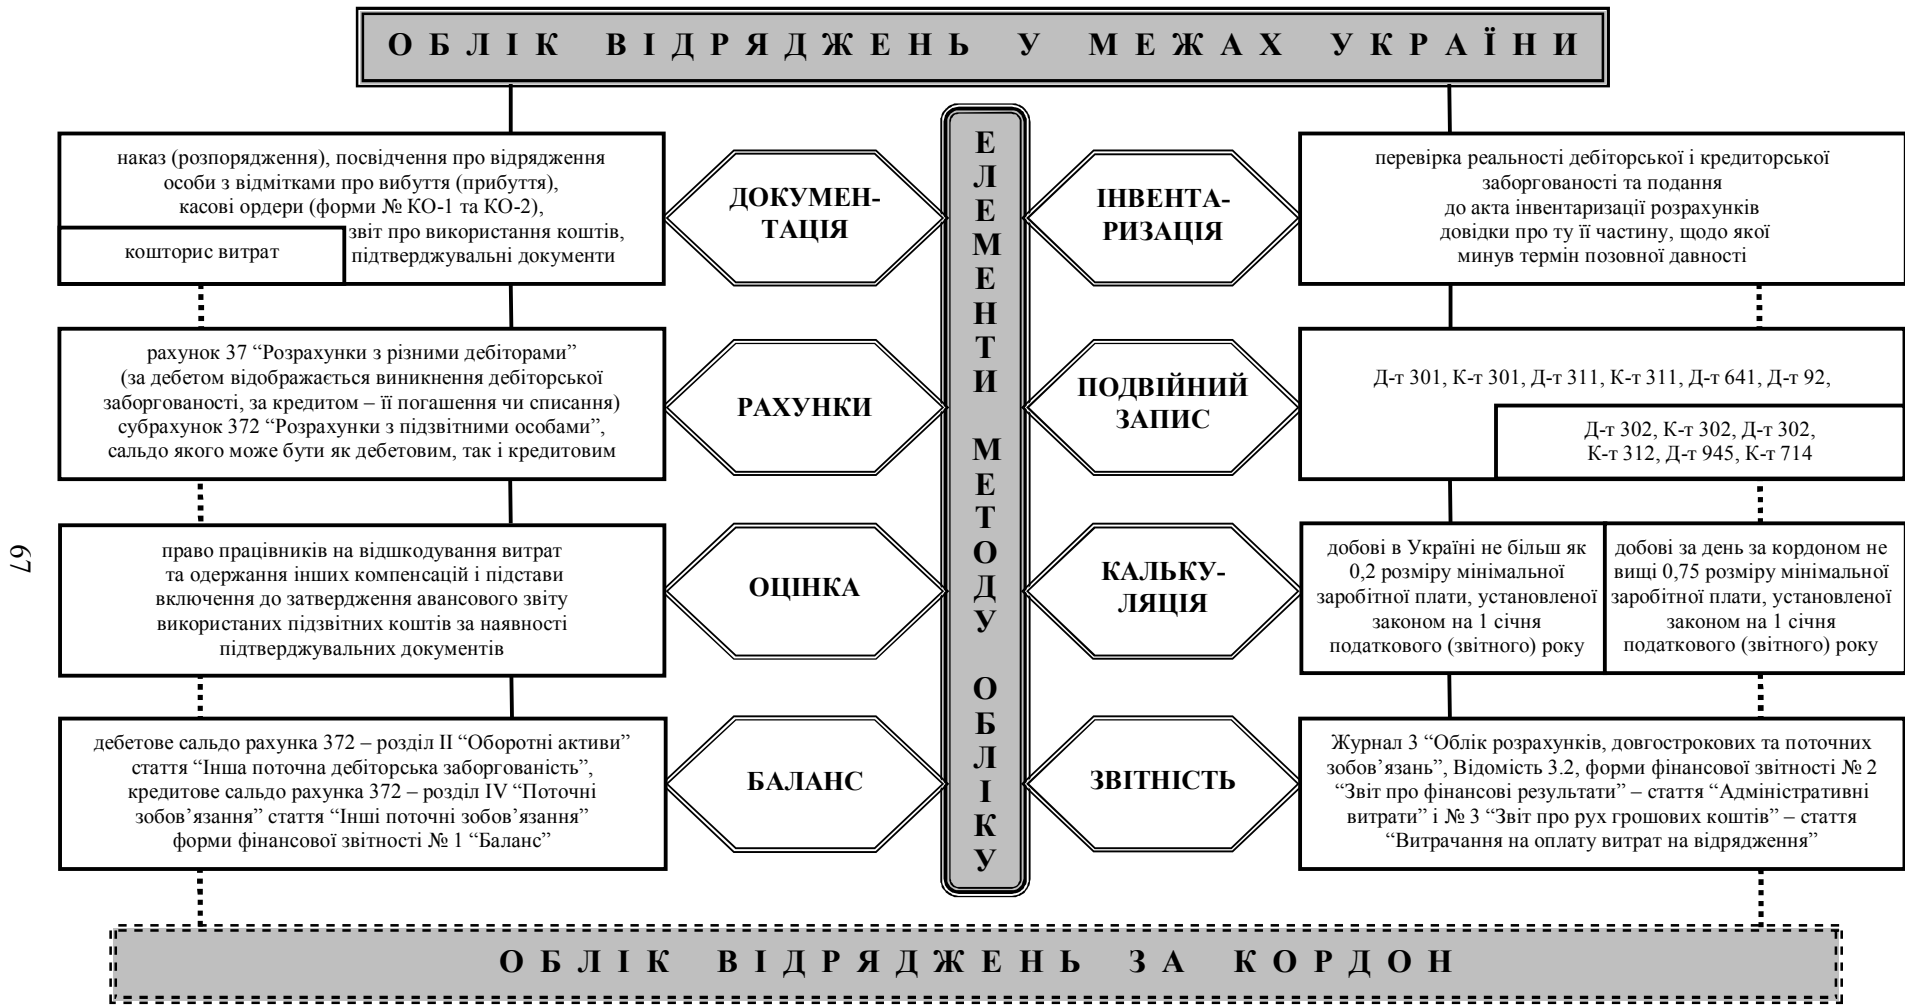 ОБЛІК ВІДРЯДЖЕНЬ У МЕЖАХ УКРАЇНИ
наказ (розпорядження), посвідчення про відрядження
особи з відмітками про вибуття (прибуття),
касові ордери (форми № КО-1 та КО-2),
звіт про використання коштів,
підтверджувальні документи
кошторис витрат
ДОКУМЕН-
ТАЦІЯ
ЕЛЕМЕНТИ МЕТОДУ ОБЛІКУ
ІНВЕНТА-
РИЗАЦІЯ
перевірка реальності дебіторської і кредиторської
заборгованості та подання
до акта інвентаризації розрахунків
довідки про ту її частину, щодо якої
минув термін позовної давності
рахунок 37 “Розрахунки з різними дебіторами”
(за дебетом відображається виникнення дебіторської
заборгованості, за кредитом – її погашення чи списання)
субрахунок 372 “Розрахунки з підзвітними особами”,
сальдо якого може бути як дебетовим, так і кредитовим
РАХУНКИ
ПОДВІЙНИЙ
ЗАПИС
Д-т 301, К-т 301, Д-т 311, К-т 311, Д-т 641, Д-т 92,
Д-т 302, К-т 302, Д-т 302,
К-т 312, Д-т 945, К-т 714
право працівників на відшкодування витрат
та одержання інших компенсацій і підстави
включення до затвердження авансового звіту
використаних підзвітних коштів за наявності
підтверджувальних документів
ОЦІНКА
КАЛЬКУ-
ЛЯЦІЯ
добові в Україні не більш як
0,2 розміру мінімальної
заробітної плати, установленої
законом на 1 січня
податкового (звітного) року
добові за день за кордоном не
вищі 0,75 розміру мінімальної
заробітної плати, установленої
законом на 1 січня
податкового (звітного) року
дебетове сальдо рахунка 372 – розділ ІІ “Оборотні активи”
стаття “Інша поточна дебіторська заборгованість”,
кредитове сальдо рахунка 372 – розділ IV “Поточні
зобов’язання” стаття “Інші поточні зобов’язання”
форми фінансової звітності № 1 “Баланс”
БАЛАНС
ЗВІТНІСТЬ
Журнал 3 “Облік розрахунків, довгострокових та поточних
зобов’язань”, Відомість 3.2, форми фінансової звітності № 2
“Звіт про фінансові результати” – стаття “Адміністративні
витрати” і № 3 “Звіт про рух грошових коштів” – стаття
“Витрачання на оплату витрат на відрядження”
ОБЛІК ВІДРЯДЖЕНЬ ЗА КОРДОН
67